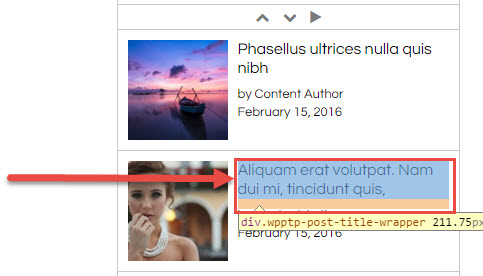 Phasellus ultrices nulla quis
nibh
by Content Author
February 15, 2016
Aliquam erat volutpat. Nam
dui mi, tincidunt quis,
div.wpptp-post-title-wrapper 211.75px
February 15, 2016